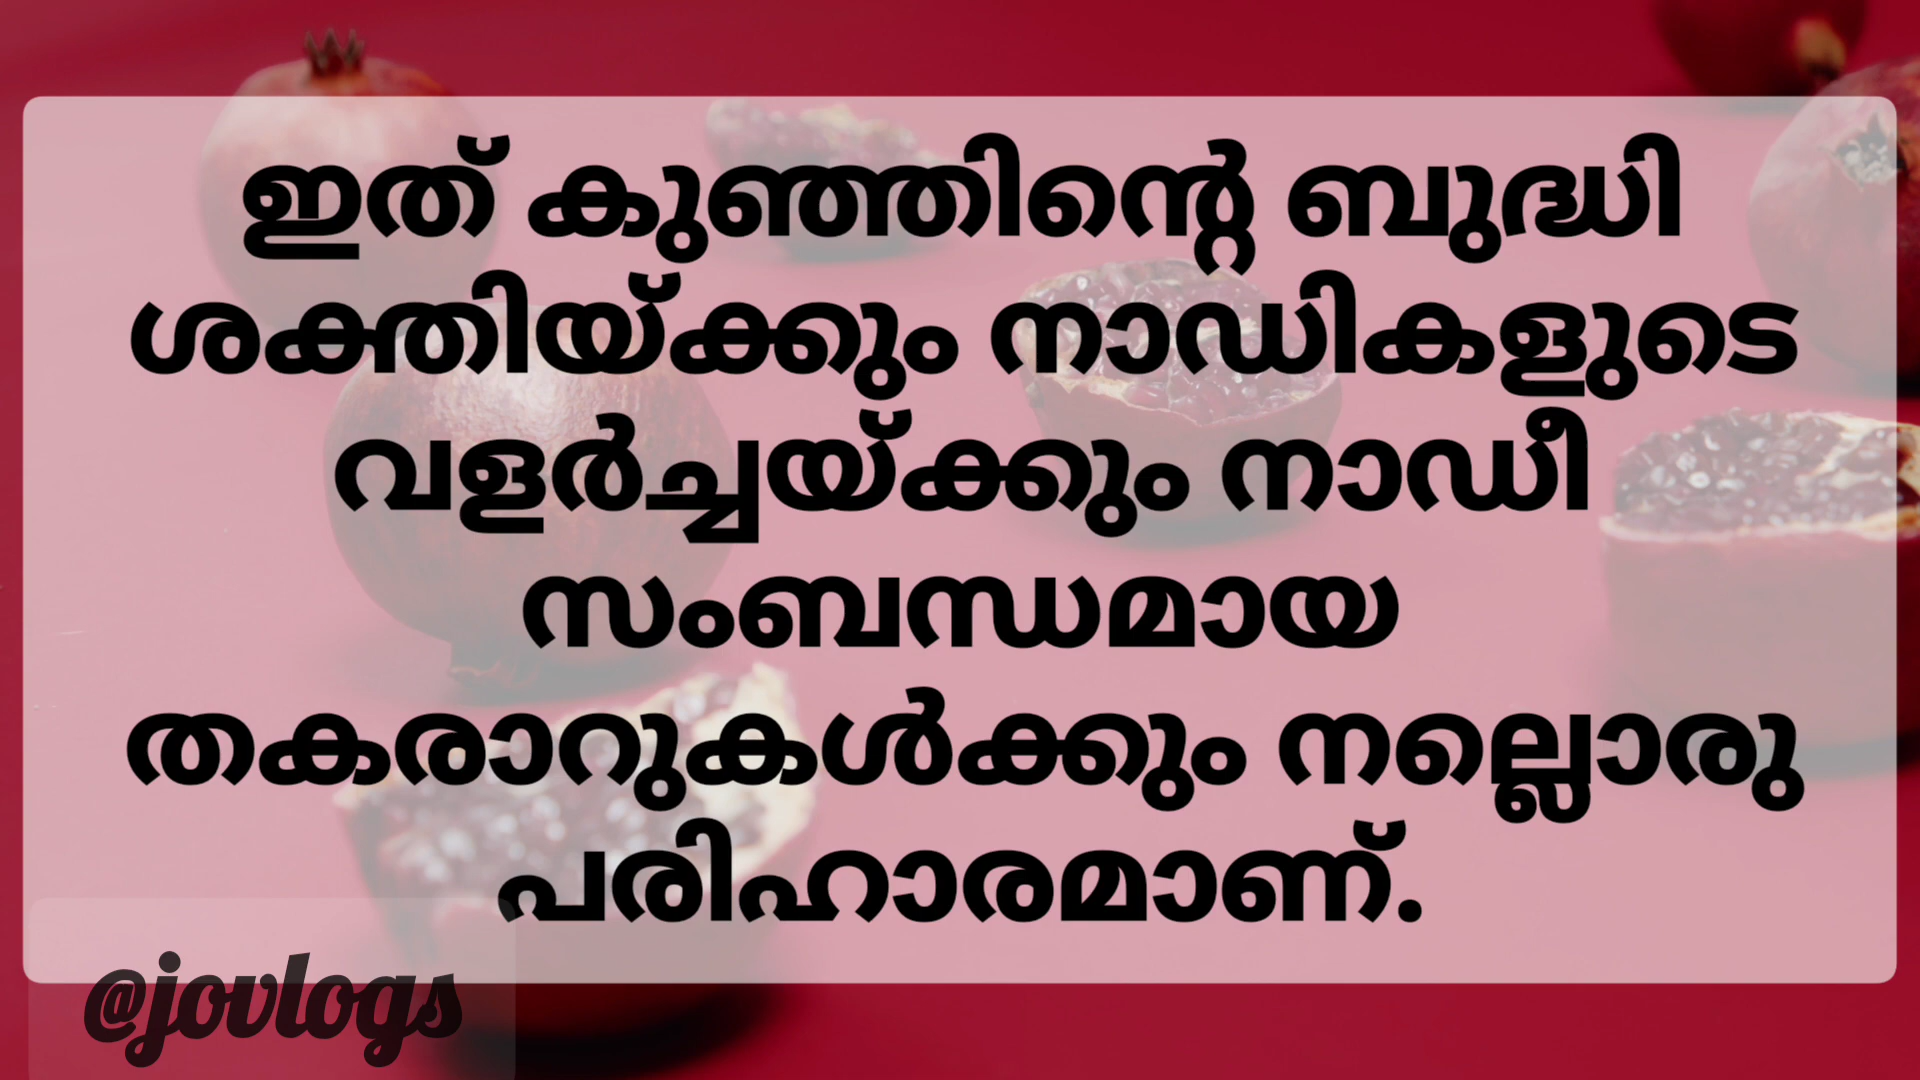 ഇത് കുഞ്ഞിന്റെ ബുദ്ധി
ശക്തിയ്ക്കും നാഡികളുടെ
വളർച്ചയ്ക്കും നാഡീ
സംബന്ധമായ
തകരാറുകൾക്കും നല്ലൊരു
പരിഹാരമാണ്.
@jovlogs